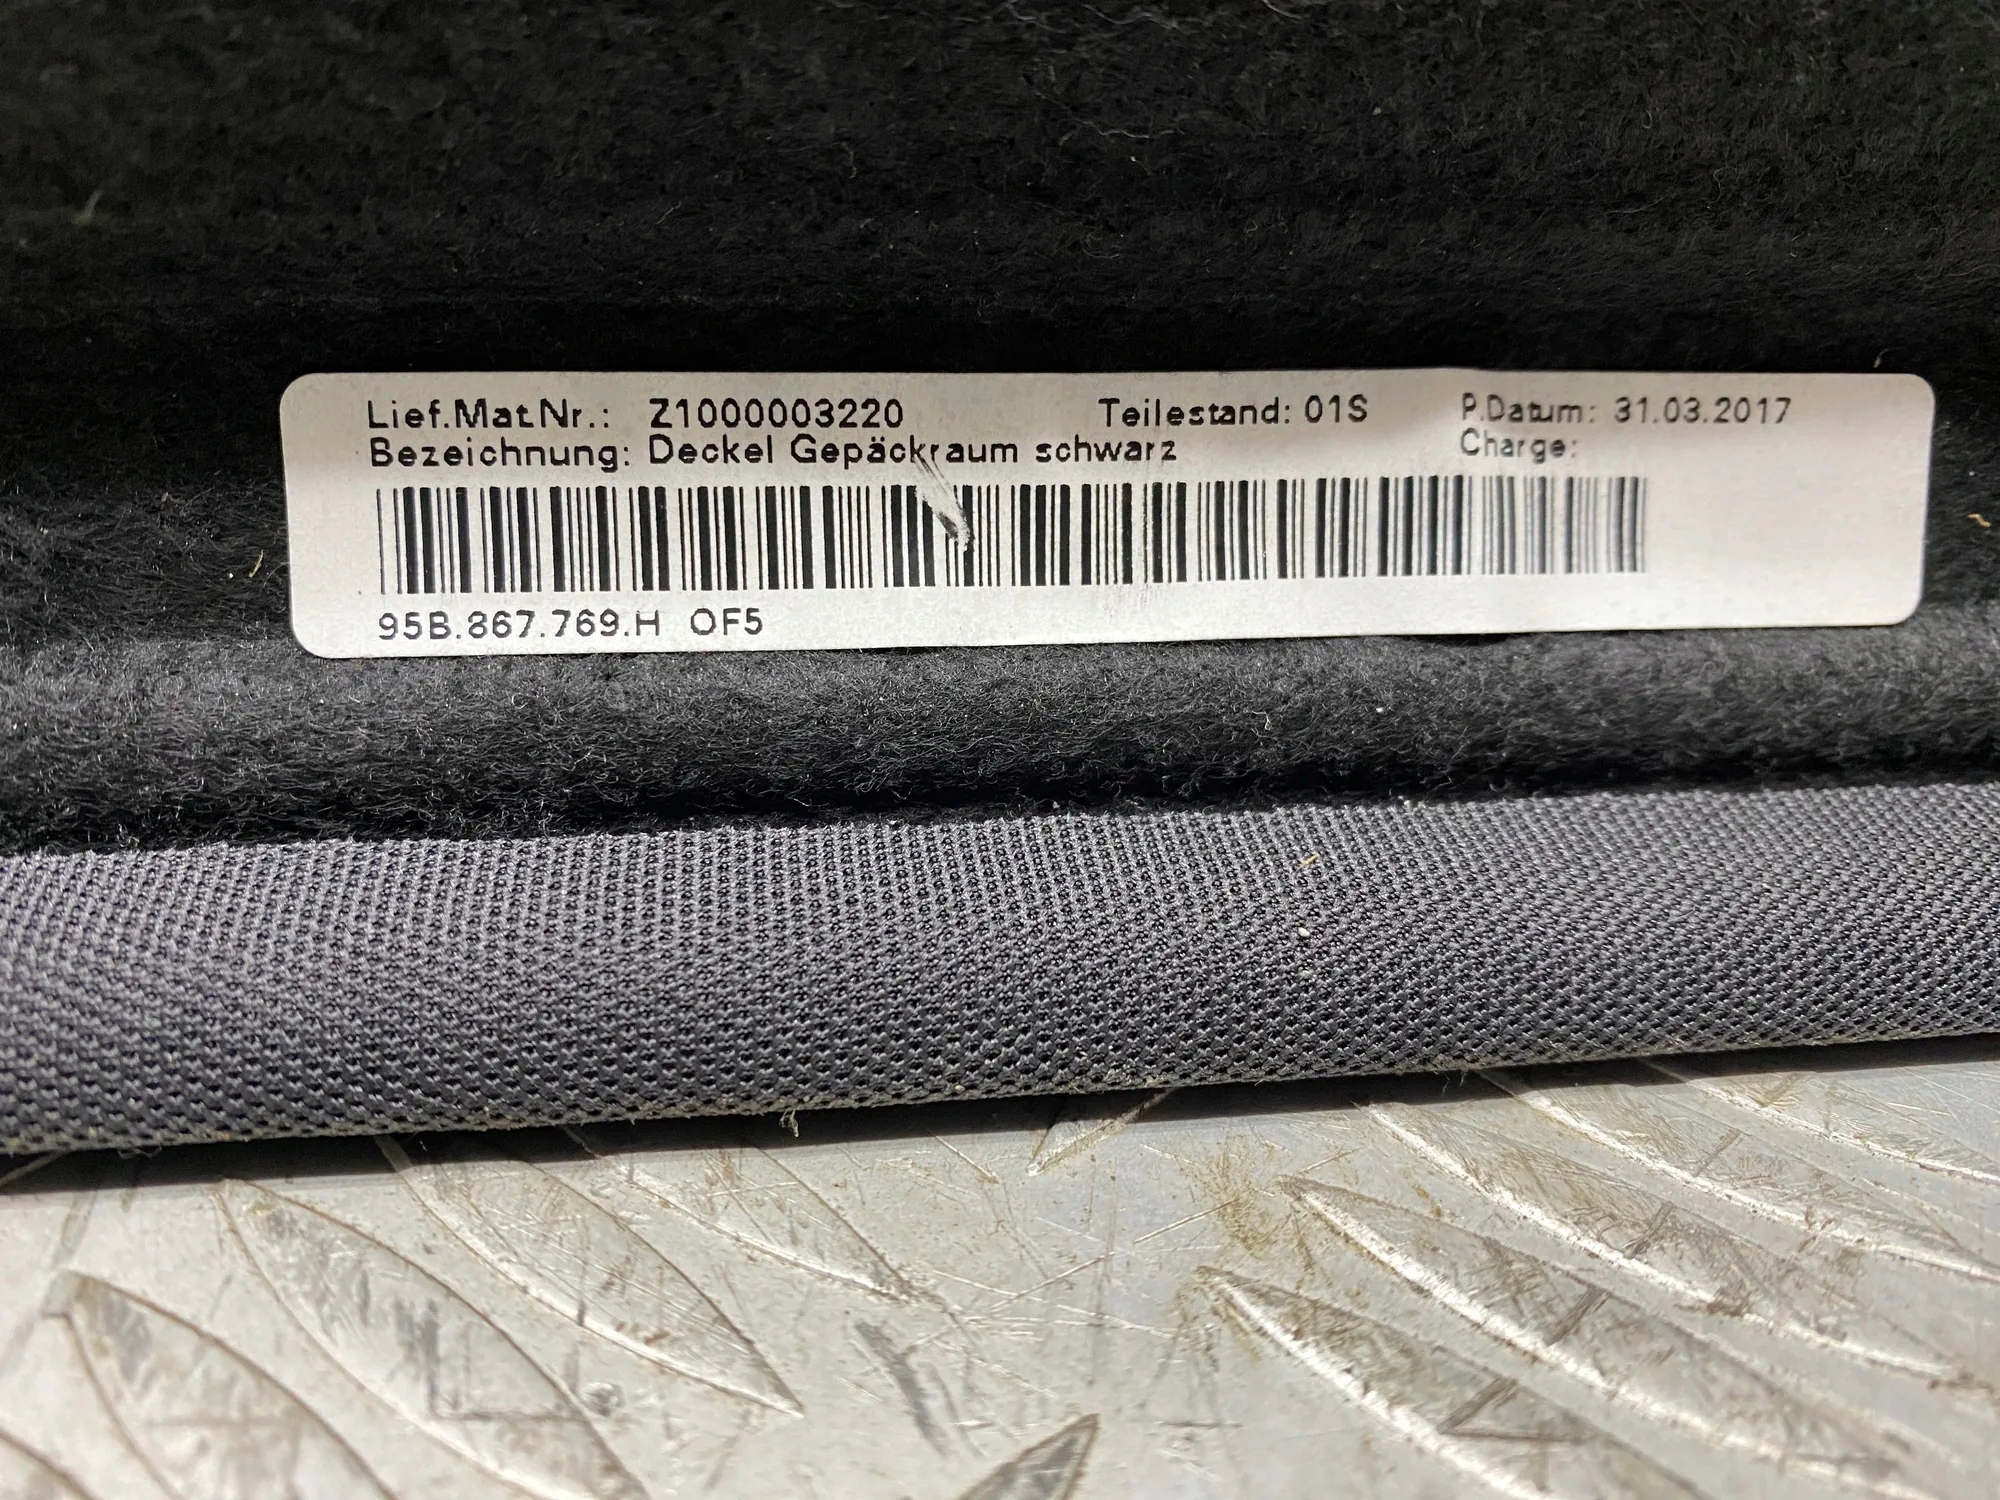 Lief.Mat.Nr.: Z1000003220 Teilestand: 01S P.Datum: 31.03.2017
Bezeichnung: Deckel Gepäckraum schwarz Charge:
95B.867.769.H OF5